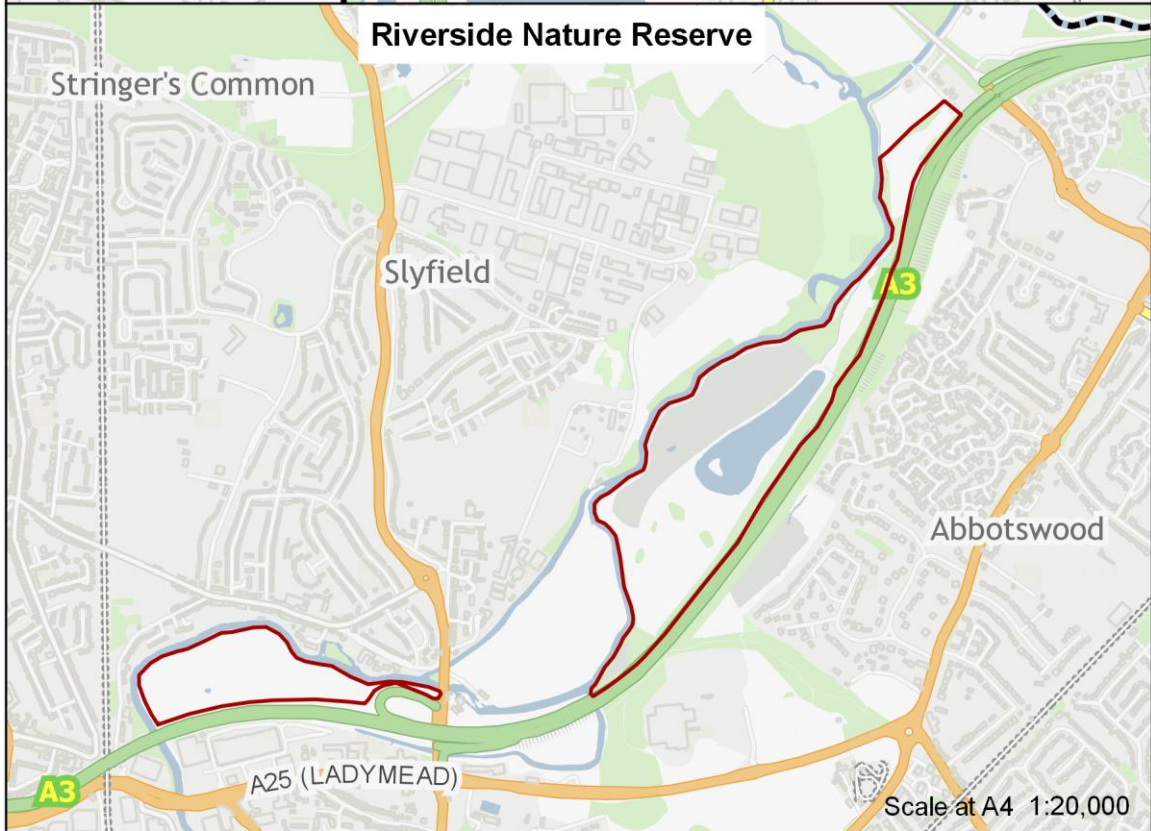 Riverside Nature Reserve
Stringer's Common
Slyfield
A3
Abbotswood
A25 (LADYMEAD)
A3
Scale at A4 1:20,000